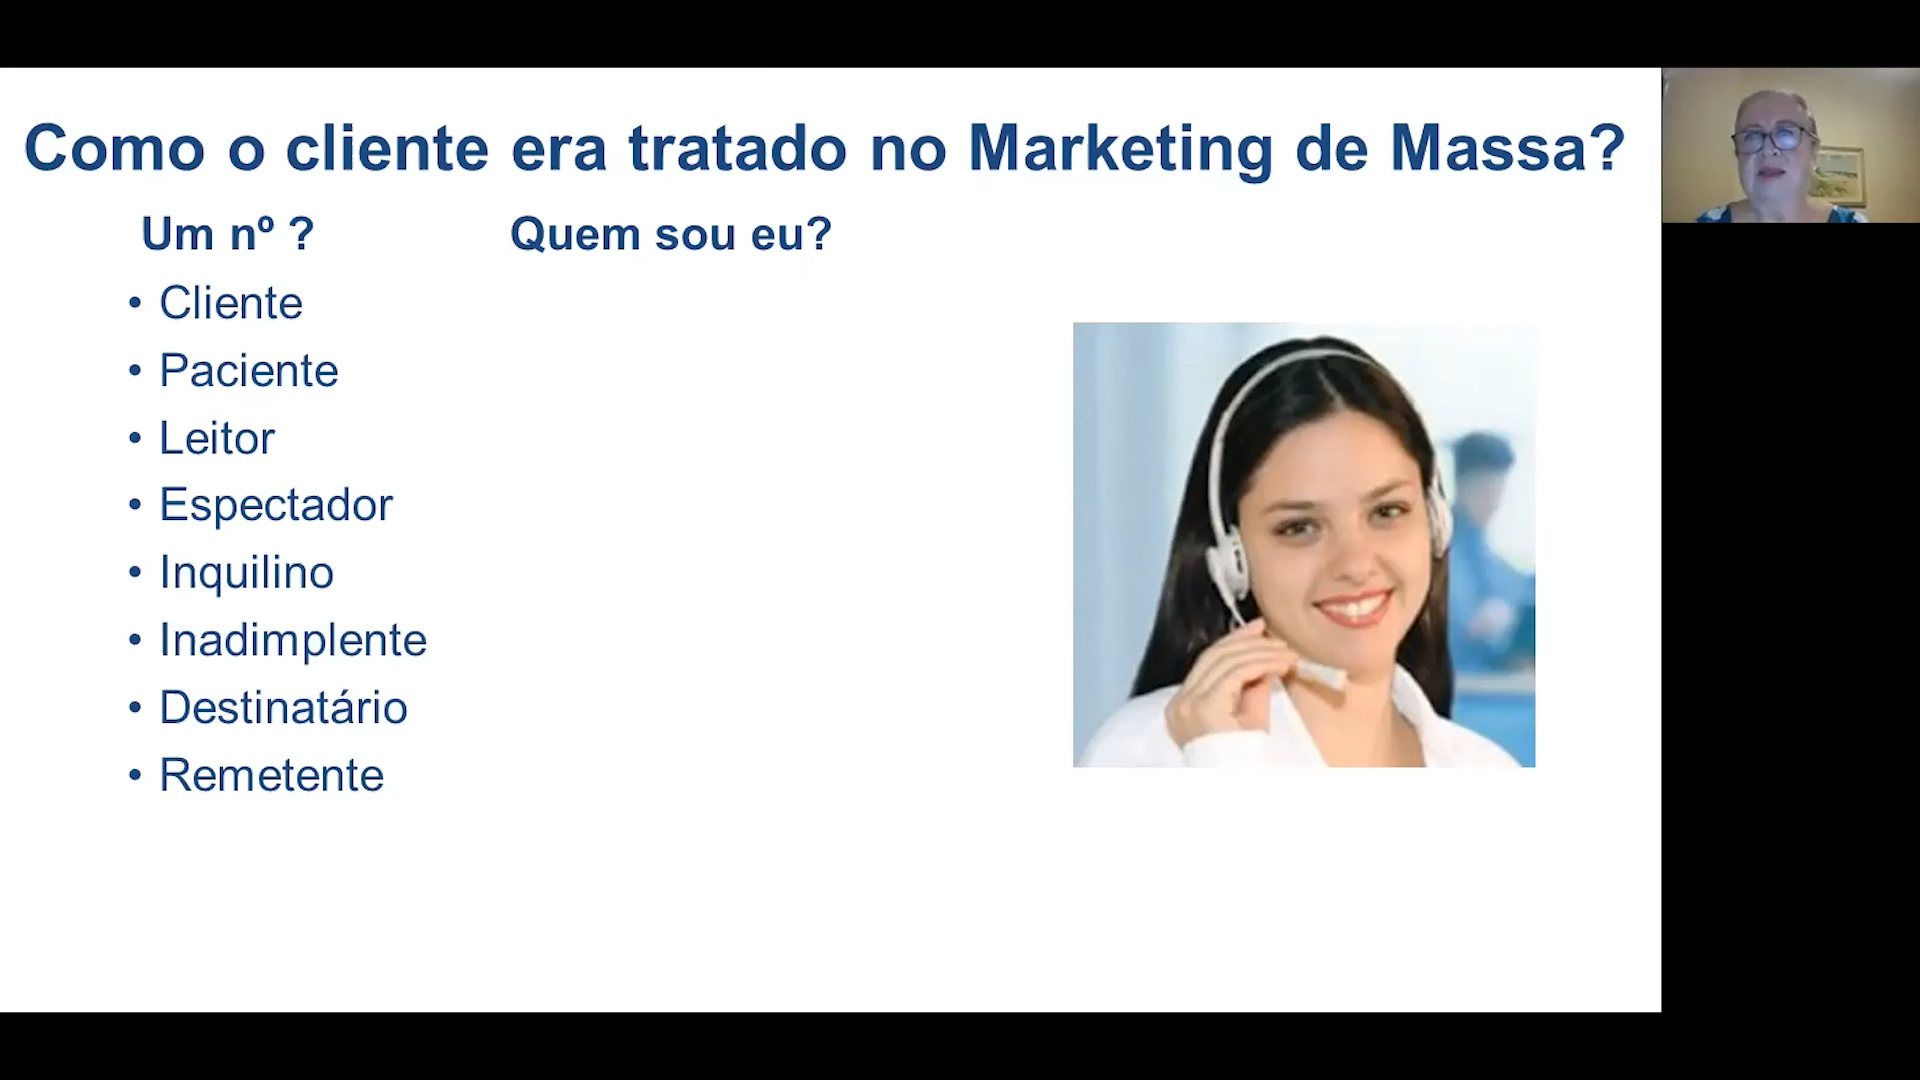 Como o cliente era tratado no Marketing de Massa?
Um nº ? Quem sou eu?
• Cliente
• Paciente
• Leitor
• Espectador
• Inquilino
• Inadimplente
• Destinatário
• Remetente